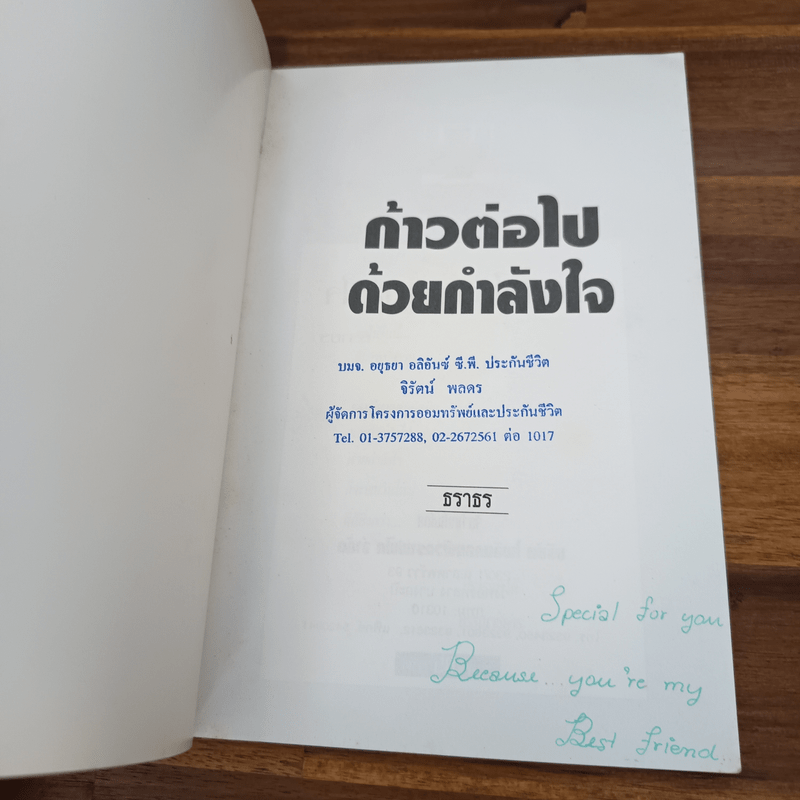 ก้าวต่อไป
ด้วยกำลังใจ
บมจ. อยุธยา อลิอันซ์ ซี.พี. ประกันชีวิต
จิรัตน์ พลดร
ผู้จัดการโครงการออมทรัพย์และประกันชีวิต
Tel. 01-3757288, 02-2672561 ต่อ 1017
ธราธร
Special for you
Because... you're my
Best friend